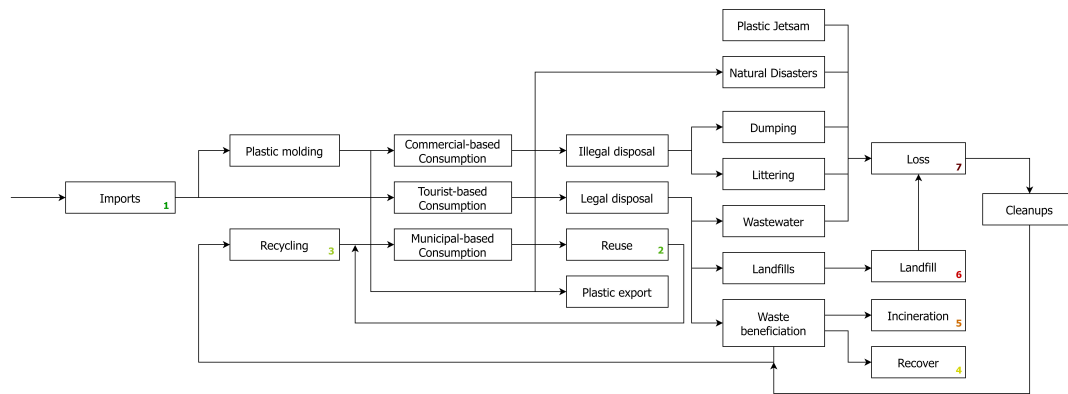 Plastic Jetsam
Natural Disasters
Dumping
Commercial-based
Consumption
Plastic molding
Illegal disposal
Loss
7
Littering
Imports
1
Tourist-based
Consumption
Legal disposal
Cleanups
Wastewater
Recycling
3
Municipal-based
Consumption
Reuse
2
Landfills
Landfill
6
Plastic export
Waste
beneficiation
Incineration
5
Recover
4